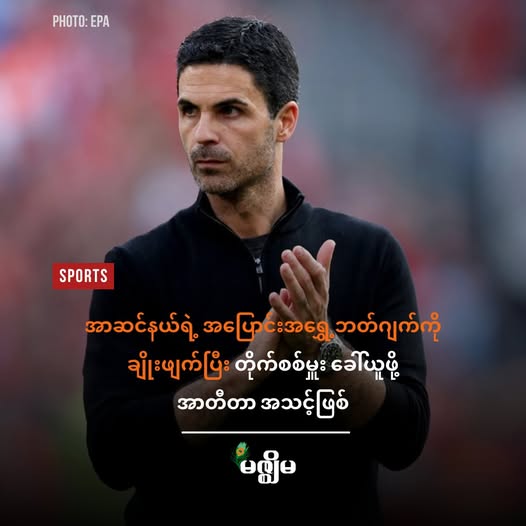 PHOTO: EPA
SPORTS
အာဆင်နယ်ရဲ့ အပြောင်းအရွှေ့ဘတ်ဂျက်ကို
ချိုးဖျက်ပြီး တိုက်စစ်မှူး ခေါ်ယူဖို့
အာတီတာ အသင့်ဖြစ်
မဇ္ဈိမ